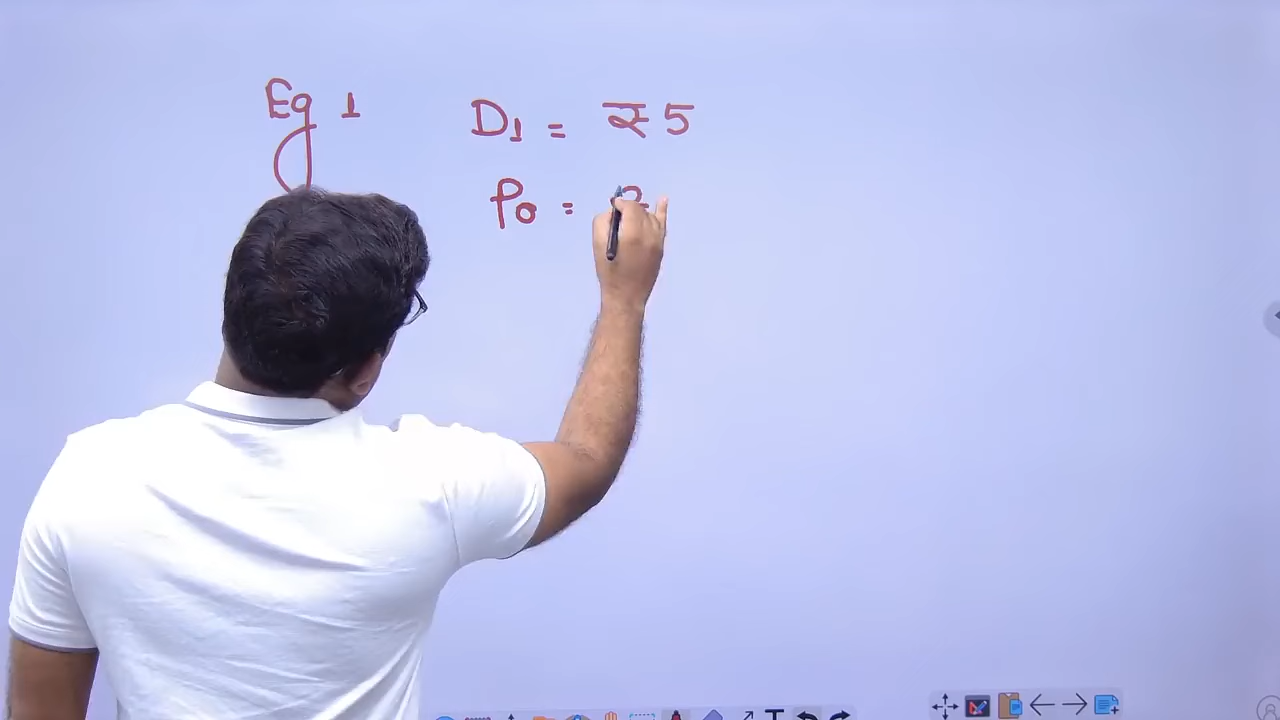 Eg 1
D1 = ₹ 5
P0 =